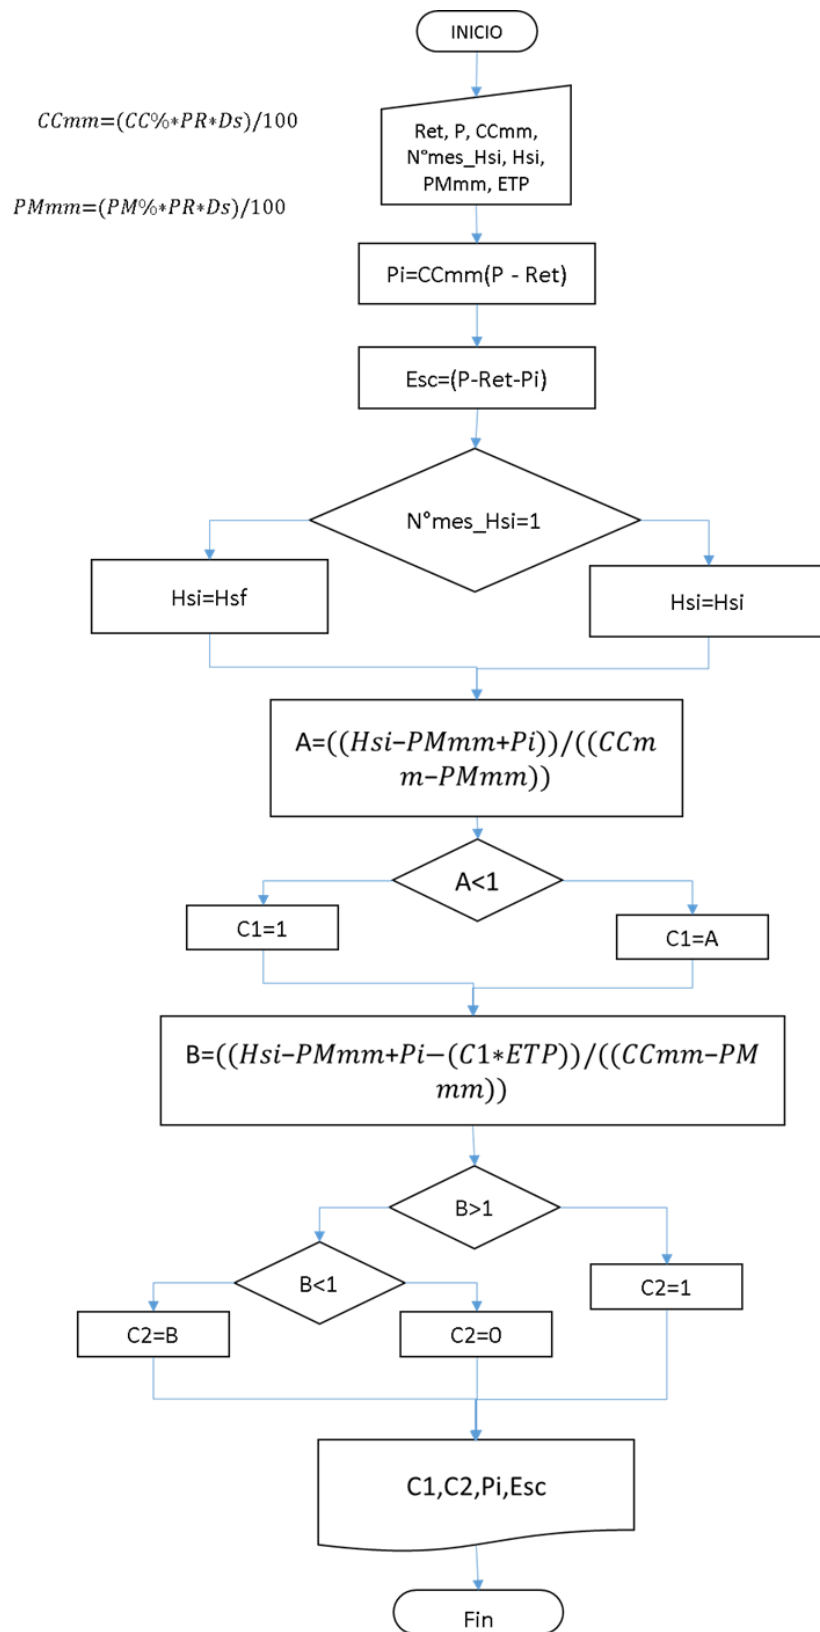 INICIO
CCmm=(CC%*PR*Ds)/100
Ret, P, CCmm,
N°mes_Hsi, Hsi,
PMmm, ETP
PMmm=(PM%*PR*Ds)/100
Pi=CCmm(P - Ret)
Esc=(P-Ret-Pi)
N°mes_Hsi=1
Hsi=Hsf
Hsi=Hsi
A=((Hsi–PMmm+Pi))/((CCm
m–PMmm))
A<1
C1=1
C1=A
B=((Hsi–PMmm+Pi–(C1*ETP))/((CCmm–PM
mm))
B>1
B<1
C2=1
C2=B
C2=0
C1,C2,Pi,Esc
Fin